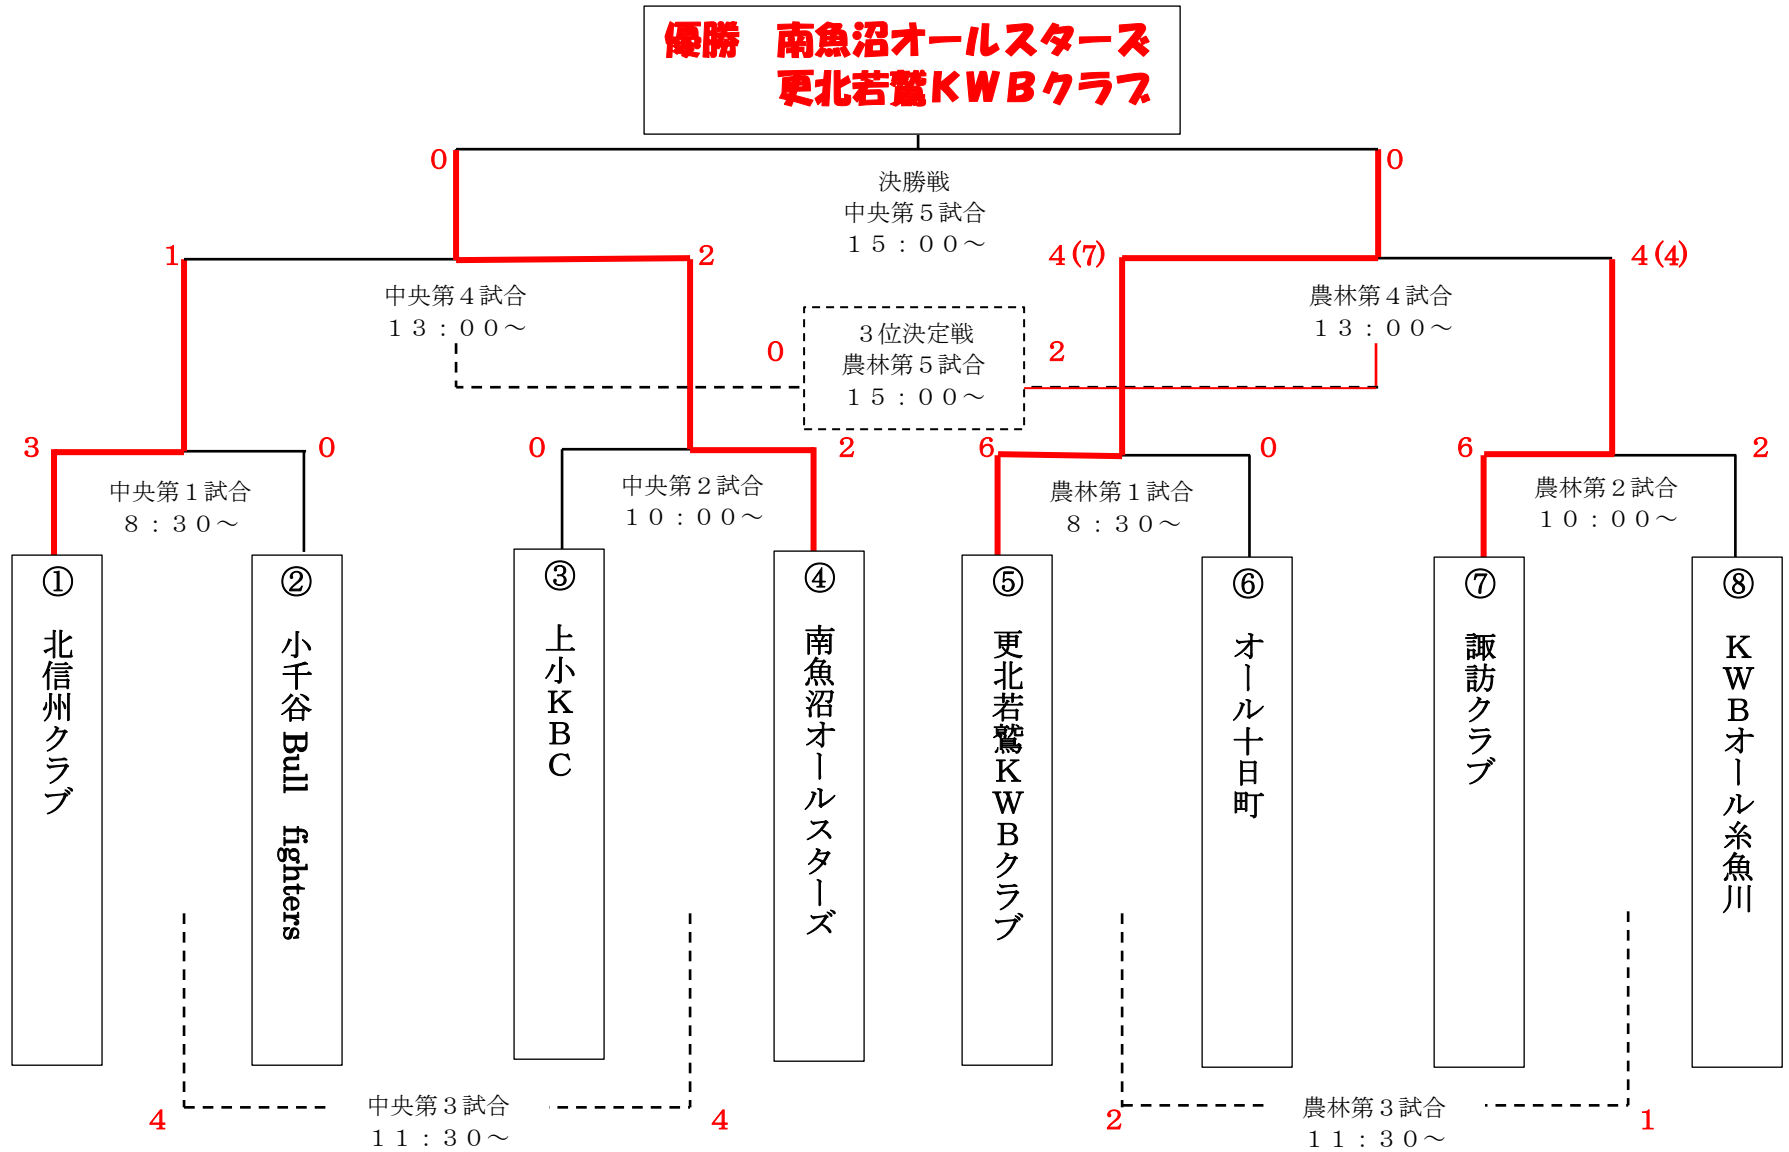 優勝　南魚沼オールスターズ
更北若鷲KWBクラブ
0
0
決勝戦
中央第５試合
１５：００～
1
2
4(7)
4(4)
中央第４試合
１３：００～
農林第４試合
１３：００～
0
３位決定戦
農林第５試合
１５：００～
2
3
0
0
2
6
0
6
2
中央第１試合
８：３０～
中央第２試合
１０：００～
農林第１試合
８：３０～
農林第２試合
１０：００～
①　北信州クラブ
②　小千谷Bull　fighters
③　上小KBC
④　南魚沼オールスターズ
⑤　更北若鷲KWBクラブ
⑥　オール十日町
⑦　諏訪クラブ
⑧　KWBオール糸魚川
4
中央第３試合
１１：３０～
4
2
農林第３試合
１１：３０～
1